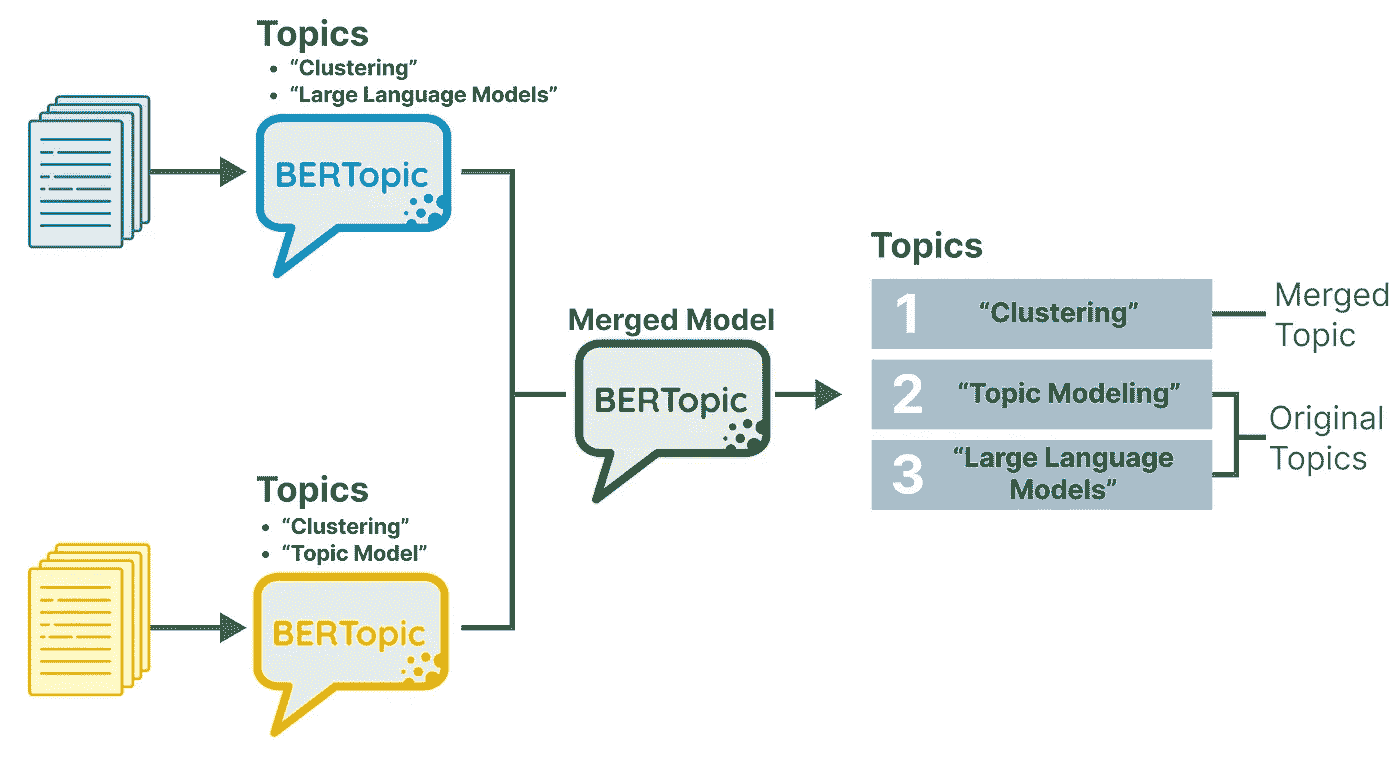 Topics
• “Clustering”
• “Large Language Models”
BERTopic
Topics
• “Clustering”
• “Topic Model”
BERTopic
Merged Model
BERTopic
Topics
1 “Clustering”
2 “Topic Modeling”
3 “Large Language
Models”
Merged
Topic
Original
Topics